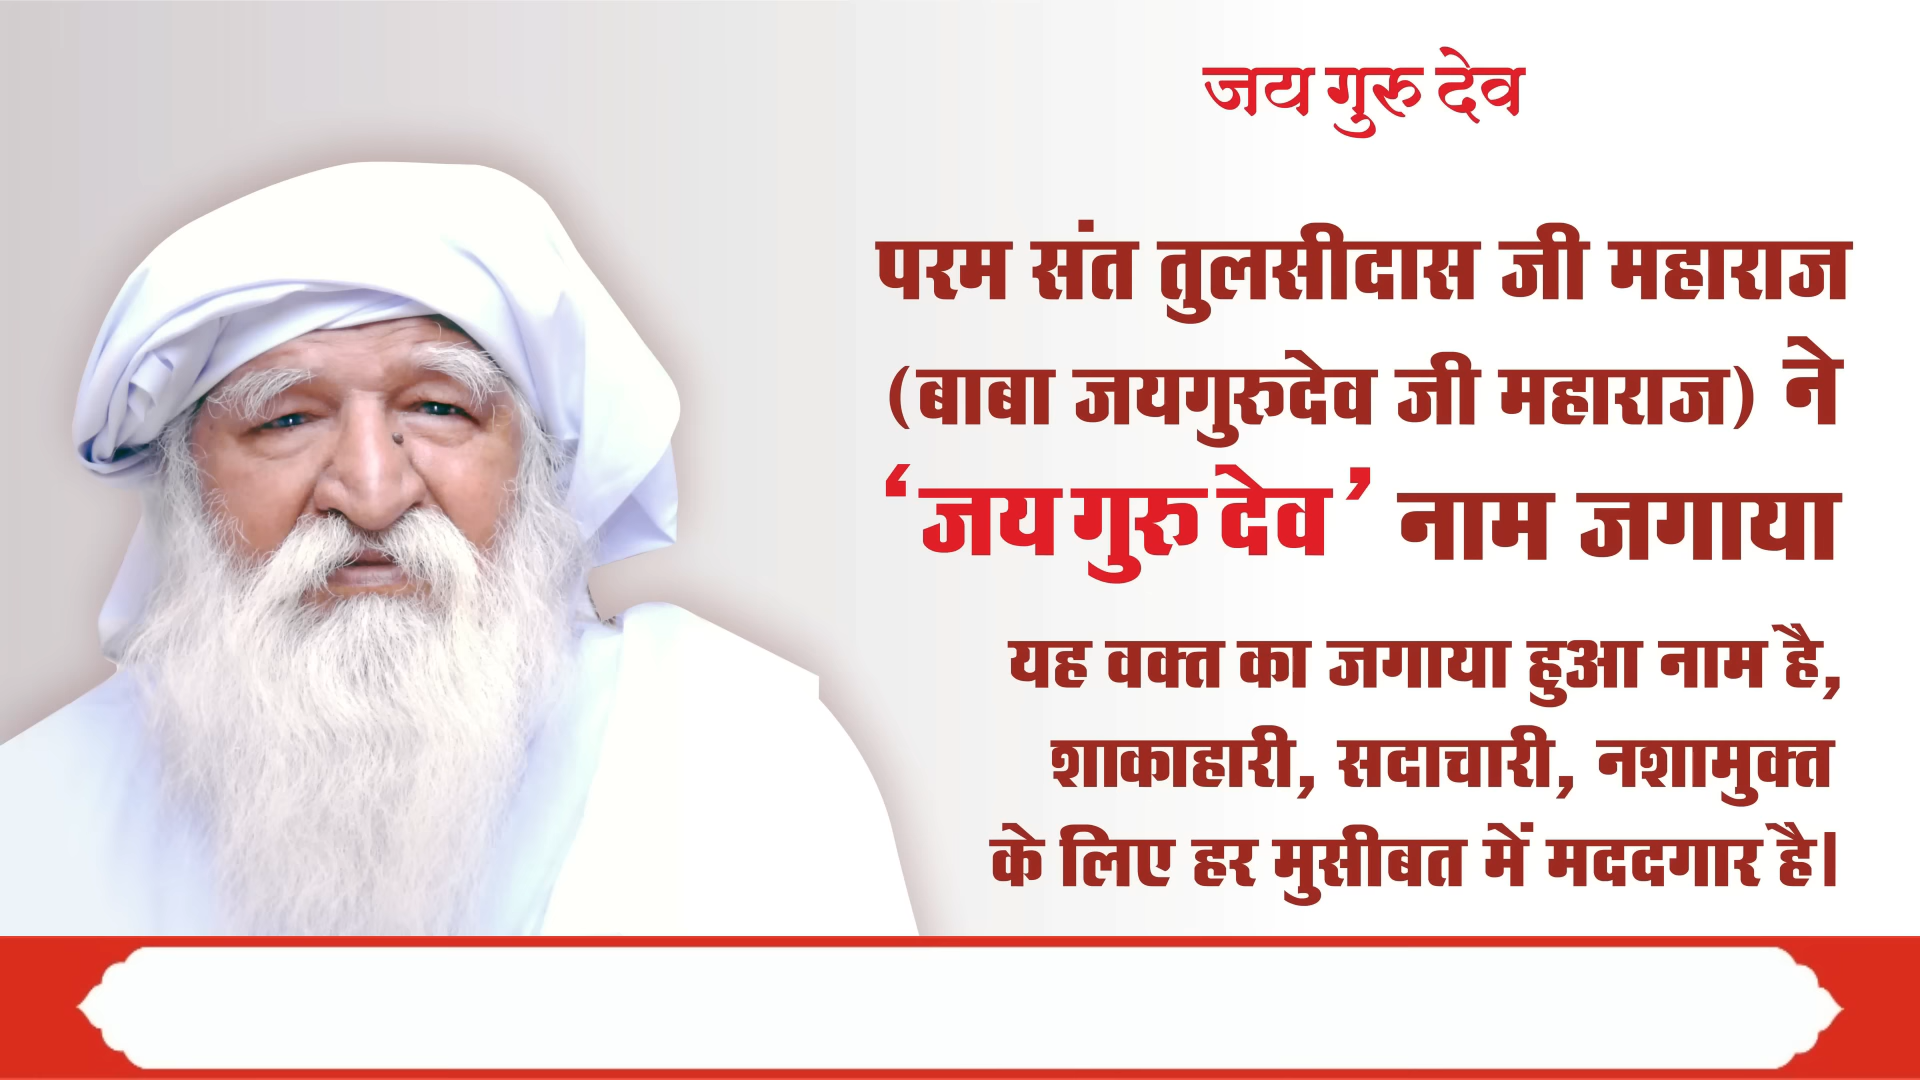 जय गुरु देव
परम संत तुलसीदास जी महाराज
(बाबा जयगुरुदेव जी महाराज) ने
‘जय गुरु देव’ नाम जगाया
यह वक्त का जगाया हुआ नाम है,
शाकाहारी, सदाचारी, नशामुक्त
के लिए हर मुसीबत में मददगार है।